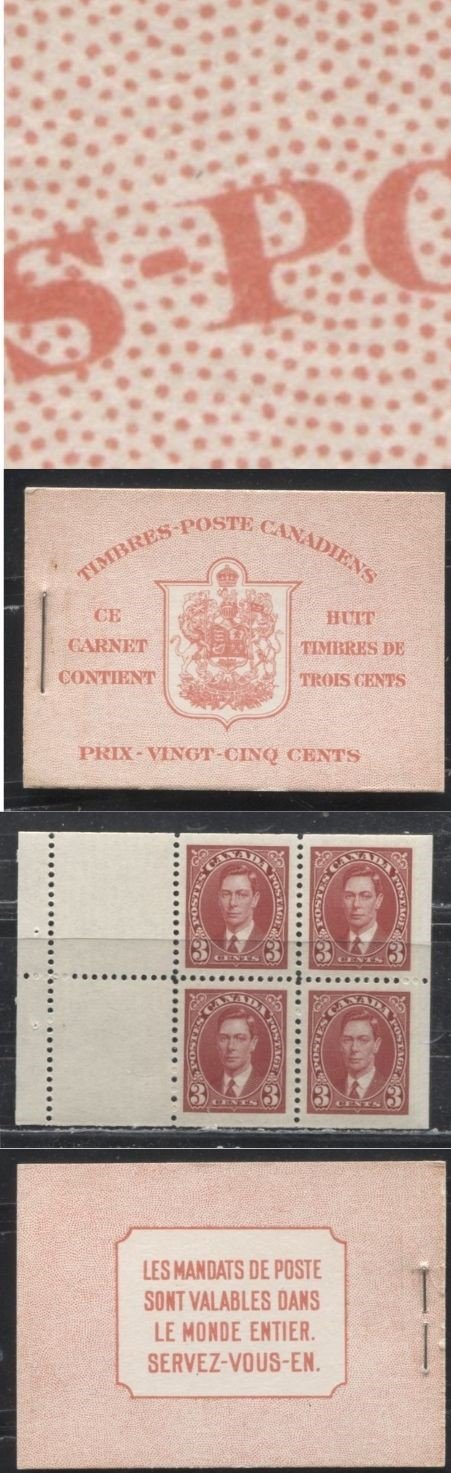 S-PO
TIMBRES-POSTE CANADIENS
CE
CARNET
CONTIENT
HUIT
TIMBRES DE
TROIS CENTS
PRIX-VINGT-CINQ CENTS
POSTES CANADA POSTAGE
3 CENTS 3
POSTES CANADA POSTAGE
3 CENTS 3
POSTES CANADA POSTAGE
3 CENTS 3
POSTES CANADA POSTAGE
3 CENTS 3
LES MANDATS DE POSTE
SONT VALABLES DANS
LE MONDE ENTIER.
SERVEZ-VOUS-EN.